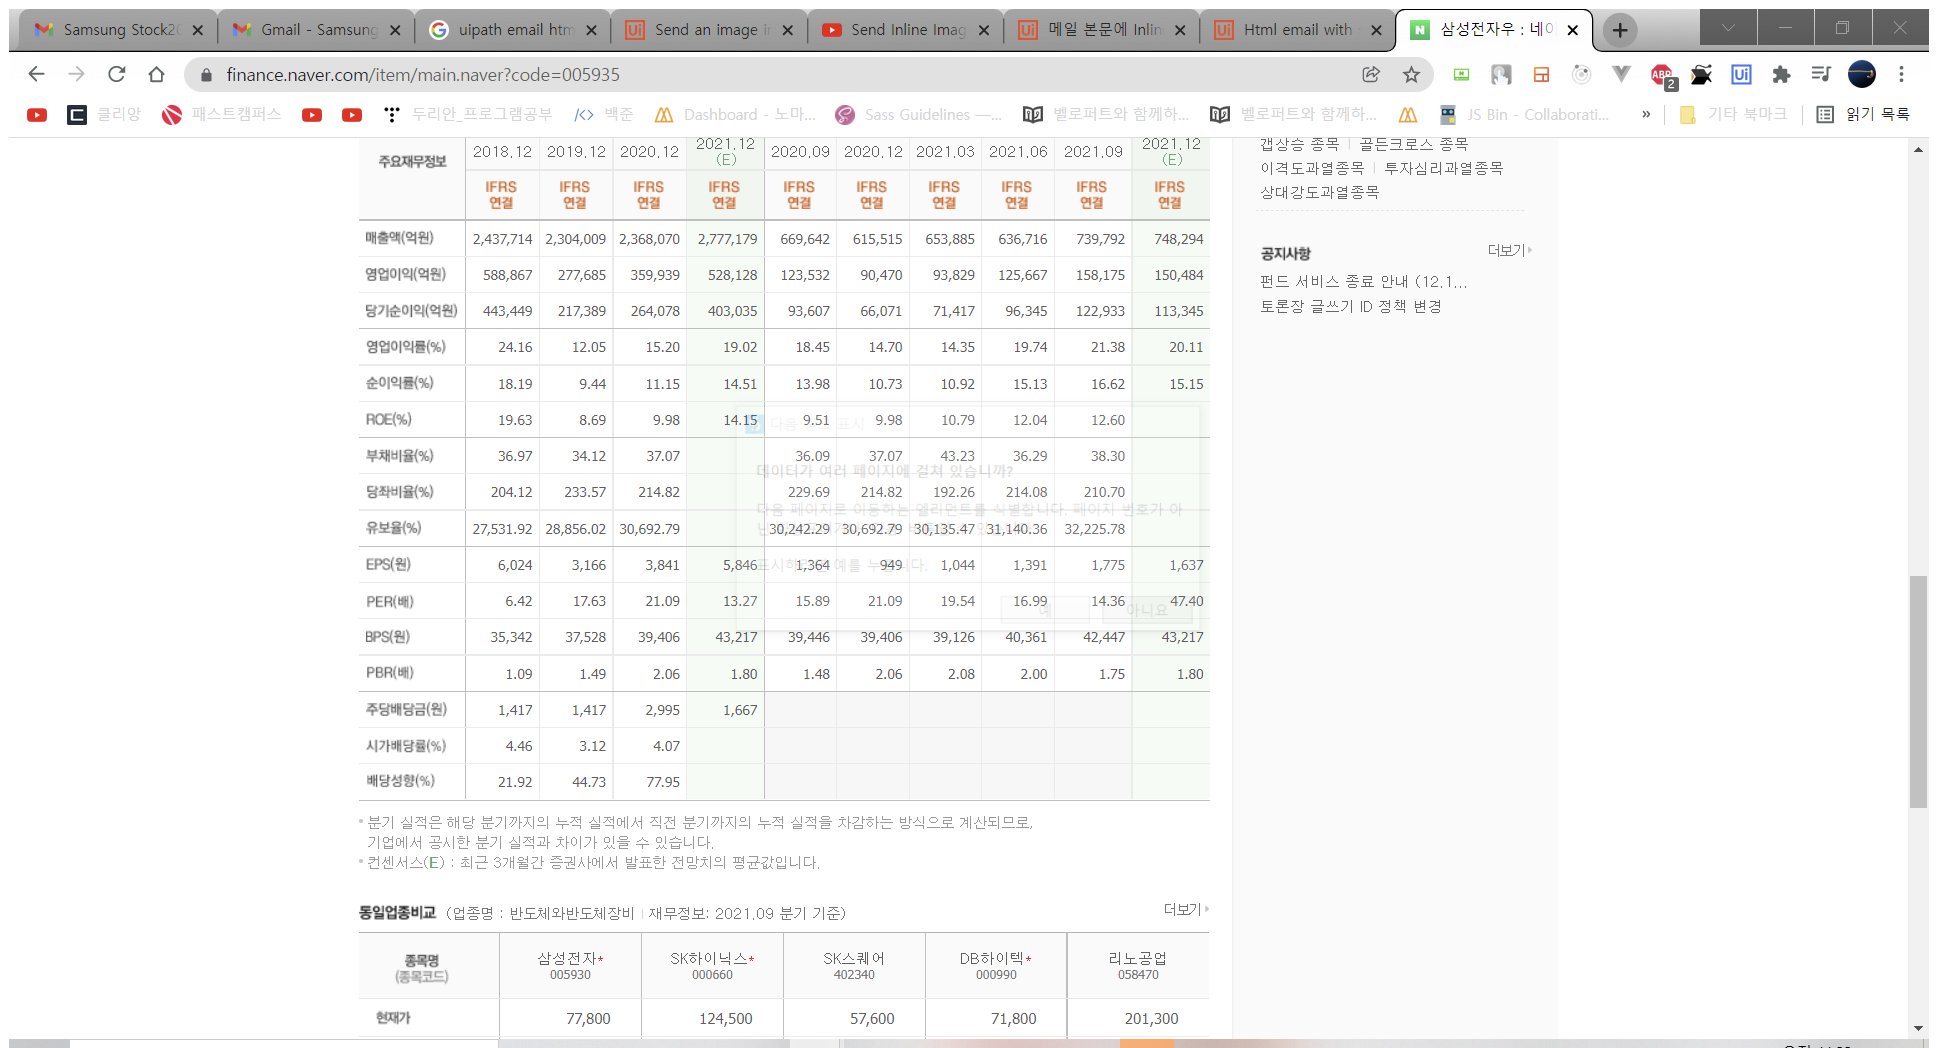 Samsung Stock20
Gmail - Samsung
uipath email htm
Send an image i
Send Inline Imag
메일 본문에 Inlin
Html email with
삼성전자우 : 네이
finance.naver.com/item/main.naver?code=005935
클리앙 패스트캠퍼스 두리안_프로그램공부 백준 Dashboard - 노마... Sass Guidelines —... 벨로퍼트와 함께하... 벨로퍼트와 함께하... JS Bin - Collaborati... » 기타 북마크 읽기 목록
주요재무정보 2018.12 2019.12 2020.12 2021.12 (E) 2020.09 2020.12 2021.03 2021.06 2021.09 2021.12 (E)
IFRS 연결 IFRS 연결 IFRS 연결 IFRS 연결 IFRS 연결 IFRS 연결 IFRS 연결 IFRS 연결 IFRS 연결 IFRS 연결
매출액(억원) 2,437,714 2,304,009 2,368,070 2,777,179 669,642 615,515 653,885 636,716 739,792 748,294
영업이익(억원) 588,867 277,685 359,939 528,128 123,532 90,470 93,829 125,667 158,175 150,484
당기순이익(억원) 443,449 217,389 264,078 403,035 93,607 66,071 71,417 96,345 122,933 113,345
영업이익률(%) 24.16 12.05 15.20 19.02 18.45 14.70 14.35 19.74 21.38 20.11
순이익률(%) 18.19 9.44 11.15 14.51 13.98 10.73 10.92 15.13 16.62 15.15
ROE(%) 19.63 8.69 9.98 14.15 9.51 9.98 10.79 12.04 12.60
부채비율(%) 36.97 34.12 37.07 36.09 37.07 43.23 36.29 38.30
당좌비율(%) 204.12 233.57 214.82 229.69 214.82 192.26 214.08 210.70
유보율(%) 27,531.92 28,856.02 30,692.79 30,242.29 30,692.79 30,135.47 31,140.36 32,225.78
EPS(원) 6,024 3,166 3,841 5,846 1,364 949 1,044 1,391 1,775 1,637
PER(배) 6.42 17.63 21.09 13.27 15.89 21.09 19.54 16.99 14.36 47.40
BPS(원) 35,342 37,528 39,406 43,217 39,446 39,406 39,126 40,361 42,447 43,217
PBR(배) 1.09 1.49 2.06 1.80 1.48 2.06 2.08 2.00 1.75 1.80
주당배당금(원) 1,417 1,417 2,995 1,667
시가배당률(%) 4.46 3.12 4.07
배당성향(%) 21.92 44.73 77.95
데이터가 여러 페이지에 걸쳐 있습니까?
다음 페이지로 이동하는 엘리먼트를 식별합니다. 페이지 번호가 아
예 아니요
분기 실적은 해당 분기까지의 누적 실적에서 직전 분기까지의 누적 실적을 차감하는 방식으로 계산되므로,
기업에서 공시한 분기 실적과 차이가 있을 수 있습니다.
컨센서스(E) : 최근 3개월간 증권사에서 발표한 전망치의 평균값입니다.
동일업종비교 (업종명 : 반도체와반도체장비 | 재무정보: 2021.09 분기 기준) 더보기
종목명 (종목코드) 삼성전자* 005930 SK하이닉스* 000660 SK스퀘어 402340 DB하이텍* 000990 리노공업 058470
현재가 77,800 124,500 57,600 71,800 201,300
갭상승 종목 | 골든크로스 종목
이격도과열종목 | 투자심리과열종목
상대강도과열종목
공지사항 더보기
펀드 서비스 종료 안내 (12.1...
토론장 글쓰기 ID 정책 변경